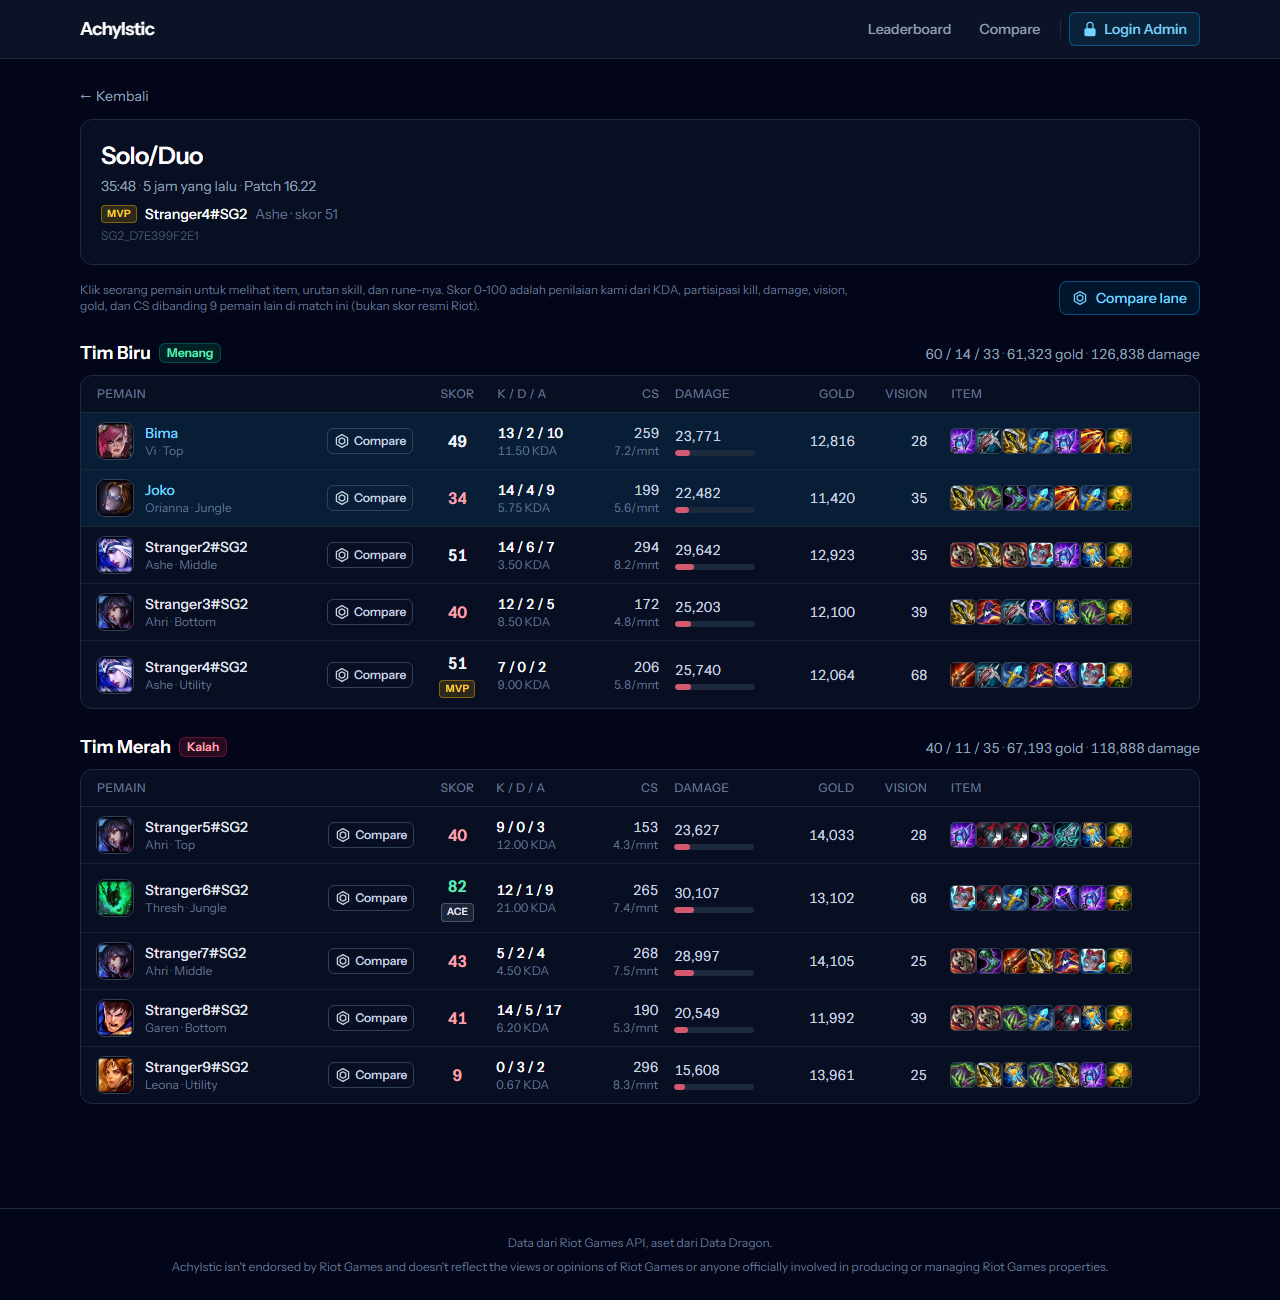 Achylstic
Leaderboard Compare Login Admin
← Kembali
Solo/Duo
35:48 · 5 jam yang lalu · Patch 16.22
MVP Stranger4#SG2 Ashe · skor 51
SG2_D7E399F2E1
Klik seorang pemain untuk melihat item, urutan skill, dan rune-nya. Skor 0-100 adalah penilaian kami dari KDA, partisipasi kill, damage, vision,
gold, dan CS dibanding 9 pemain lain di match ini (bukan skor resmi Riot).
Compare lane
Tim Biru Menang 60 / 14 / 33 · 61,323 gold · 126,838 damage
PEMAIN SKOR K / D / A CS DAMAGE GOLD VISION ITEM
Bima Compare 49 13 / 2 / 10 259 23,771 12,816 28
Vi · Top 11.50 KDA 7.2/mnt
Joko Compare 34 14 / 4 / 9 199 22,482 11,420 35
Orianna · Jungle 5.75 KDA 5.6/mnt
Stranger2#SG2 Compare 51 14 / 6 / 7 294 29,642 12,923 35
Ashe · Middle 3.50 KDA 8.2/mnt
Stranger3#SG2 Compare 40 12 / 2 / 5 172 25,203 12,100 39
Ahri · Bottom 8.50 KDA 4.8/mnt
Stranger4#SG2 Compare 51 7 / 0 / 2 206 25,740 12,064 68
Ashe · Utility MVP 9.00 KDA 5.8/mnt
Tim Merah Kalah 40 / 11 / 35 · 67,193 gold · 118,888 damage
PEMAIN SKOR K / D / A CS DAMAGE GOLD VISION ITEM
Stranger5#SG2 Compare 40 9 / 0 / 3 153 23,627 14,033 28
Ahri · Top 12.00 KDA 4.3/mnt
Stranger6#SG2 Compare 82 12 / 1 / 9 265 30,107 13,102 68
Thresh · Jungle ACE 21.00 KDA 7.4/mnt
Stranger7#SG2 Compare 43 5 / 2 / 4 268 28,997 14,105 25
Ahri · Middle 4.50 KDA 7.5/mnt
Stranger8#SG2 Compare 41 14 / 5 / 17 190 20,549 11,992 39
Garen · Bottom 6.20 KDA 5.3/mnt
Stranger9#SG2 Compare 9 0 / 3 / 2 296 15,608 13,961 25
Leona · Utility 0.67 KDA 8.3/mnt
Data dari Riot Games API, aset dari Data Dragon.
Achylstic isn't endorsed by Riot Games and doesn't reflect the views or opinions of Riot Games or anyone officially involved in producing or managing Riot Games properties.